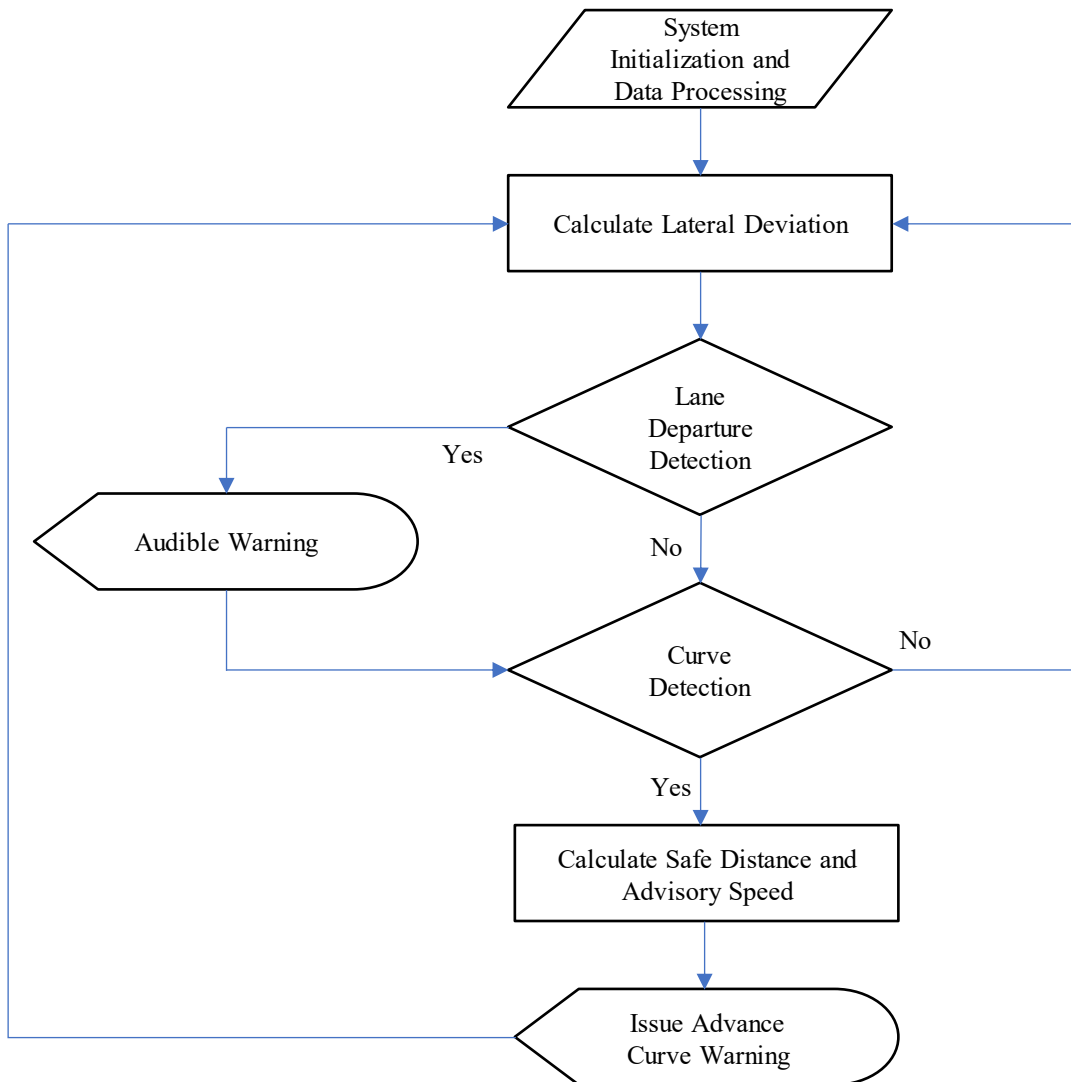 System
Initialization and
Data Processing
Calculate Lateral Deviation
Lane
Departure
Detection
Yes
Audible Warning
No
Curve
Detection
No
Yes
Calculate Safe Distance and
Advisory Speed
Issue Advance
Curve Warning